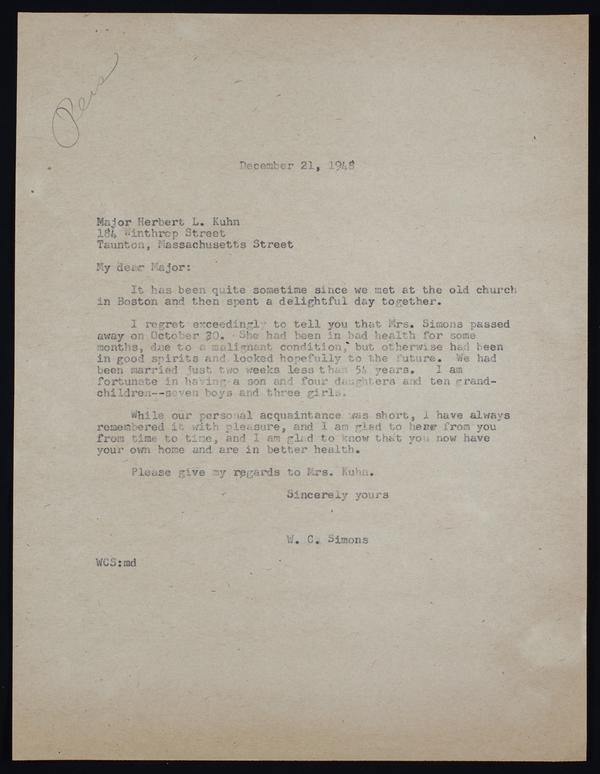 Pers
December 21, 1948
Major Herbert L. Kuhn
184 Winthrop Street
Taunton, Massachusetts Street
My dear Major:
It has been quite sometime since we met at the old church
in Boston and then spent a delightful day together.
I regret exceedingly to tell you that Mrs. Simons passed
away on October 30. She had been in bad health for some
months, due to a malignant condition, but otherwise had been
in good spirits and looked hopefully to the future. We had
been married just two weeks less than 54 years. I am
fortunate in having a son and four daughters and ten grand-
children--seven boys and three girls.
While our personal acquaintance was short, I have always
remembered it with pleasure, and I am glad to hear from you
from time to time, and I am glad to know that you now have
your own home and are in better health.
Please give my regards to Mrs. Kuhn.
Sincerely yours
W. C. Simons
WCS:md